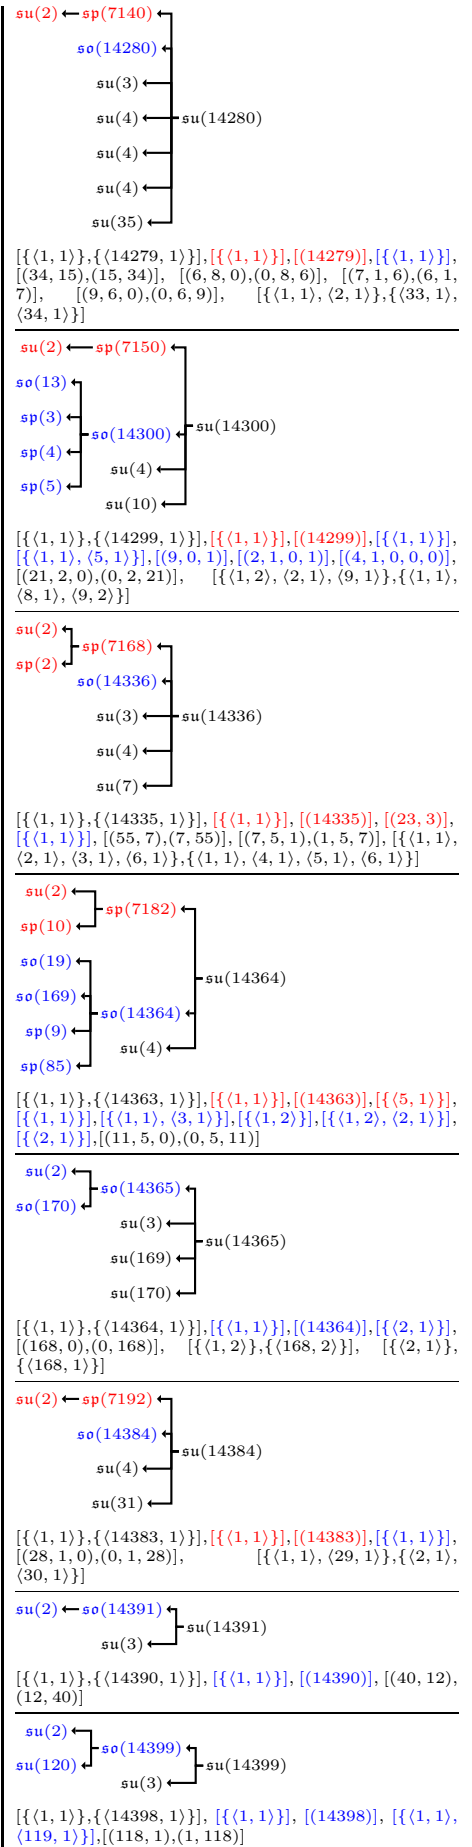 𝔰𝔲(2) 𝔰𝔭(7140)
𝔰𝔬(14280)
𝔰𝔲(3)
𝔰𝔲(4) 𝔰𝔲(14280)
𝔰𝔲(4)
𝔰𝔲(4)
𝔰𝔲(35)
[{⟨1, 1⟩},{⟨14279, 1⟩}],[{⟨1, 1⟩}],[(14279)],[{⟨1, 1⟩}],
[(34, 15),(15, 34)], [(6, 8, 0),(0, 8, 6)], [(7, 1, 6),(6, 1,
7)], [(9, 6, 0),(0, 6, 9)], [{⟨1, 1⟩, ⟨2, 1⟩},{⟨33, 1⟩,
⟨34, 1⟩}]
𝔰𝔲(2) 𝔰𝔭(7150)
𝔰𝔬(13)
𝔰𝔭(3)
𝔰𝔬(14300) 𝔰𝔲(14300)
𝔰𝔭(4)
𝔰𝔲(4)
𝔰𝔭(5)
𝔰𝔲(10)
[{⟨1, 1⟩},{⟨14299, 1⟩}],[{⟨1, 1⟩}],[(14299)],[{⟨1, 1⟩}],
[{⟨1, 1⟩, ⟨5, 1⟩}],[(9, 0, 1)],[(2, 1, 0, 1)],[(4, 1, 0, 0, 0)],
[(21, 2, 0),(0, 2, 21)], [{⟨1, 2⟩, ⟨2, 1⟩, ⟨9, 1⟩},{⟨1, 1⟩,
⟨8, 1⟩, ⟨9, 2⟩}]
𝔰𝔲(2)
𝔰𝔭(7168)
𝔰𝔭(2)
𝔰𝔬(14336)
𝔰𝔲(3) 𝔰𝔲(14336)
𝔰𝔲(4)
𝔰𝔲(7)
[{⟨1, 1⟩},{⟨14335, 1⟩}], [{⟨1, 1⟩}], [(14335)], [(23, 3)],
[{⟨1, 1⟩}], [(55, 7),(7, 55)], [(7, 5, 1),(1, 5, 7)], [{⟨1, 1⟩,
⟨2, 1⟩, ⟨3, 1⟩, ⟨6, 1⟩},{⟨1, 1⟩, ⟨4, 1⟩, ⟨5, 1⟩, ⟨6, 1⟩}]
𝔰𝔲(2)
𝔰𝔭(7182)
𝔰𝔭(10)
𝔰𝔬(19)
𝔰𝔲(14364)
𝔰𝔬(169)
𝔰𝔬(14364)
𝔰𝔭(9)
𝔰𝔲(4)
𝔰𝔭(85)
[{⟨1, 1⟩},{⟨14363, 1⟩}],[{⟨1, 1⟩}],[(14363)],[{⟨5, 1⟩}],
[{⟨1, 1⟩}],[{⟨1, 1⟩, ⟨3, 1⟩}],[{⟨1, 2⟩}],[{⟨1, 2⟩, ⟨2, 1⟩}],
[{⟨2, 1⟩}],[(11, 5, 0),(0, 5, 11)]
𝔰𝔲(2)
𝔰𝔬(14365)
𝔰𝔬(170)
𝔰𝔲(3)
𝔰𝔲(14365)
𝔰𝔲(169)
𝔰𝔲(170)
[{⟨1, 1⟩},{⟨14364, 1⟩}],[{⟨1, 1⟩}],[(14364)],[{⟨2, 1⟩}],
[(168, 0),(0, 168)], [{⟨1, 2⟩},{⟨168, 2⟩}], [{⟨2, 1⟩},
{⟨168, 1⟩}]
𝔰𝔲(2) 𝔰𝔭(7192)
𝔰𝔬(14384)
𝔰𝔲(14384)
𝔰𝔲(4)
𝔰𝔲(31)
[{⟨1, 1⟩},{⟨14383, 1⟩}],[{⟨1, 1⟩}],[(14383)],[{⟨1, 1⟩}],
[(28, 1, 0),(0, 1, 28)], [{⟨1, 1⟩, ⟨29, 1⟩},{⟨2, 1⟩,
⟨30, 1⟩}]
𝔰𝔲(2) 𝔰𝔬(14391)
𝔰𝔲(14391)
𝔰𝔲(3)
[{⟨1, 1⟩},{⟨14390, 1⟩}], [{⟨1, 1⟩}], [(14390)], [(40, 12),
(12, 40)]
𝔰𝔲(2)
𝔰𝔬(14399)
𝔰𝔲(120) 𝔰𝔲(14399)
𝔰𝔲(3)
[{⟨1, 1⟩},{⟨14398, 1⟩}], [{⟨1, 1⟩}], [(14398)], [{⟨1, 1⟩,
⟨119, 1⟩}],[(118, 1),(1, 118)]